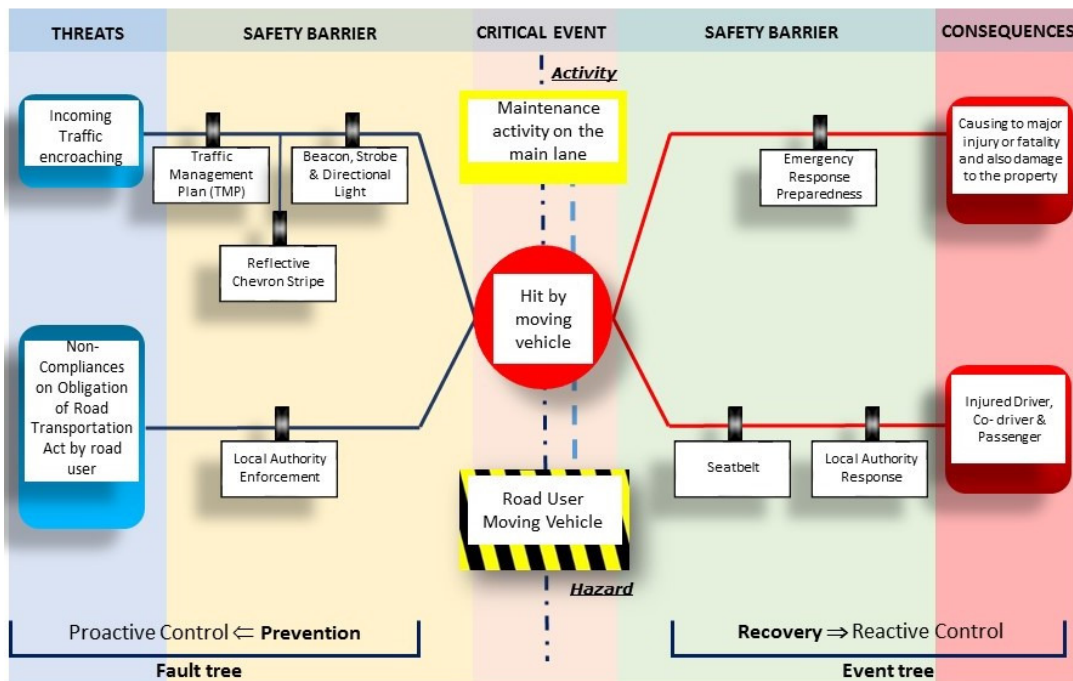 THREATS
SAFETY BARRIER
CRITICAL EVENT
SAFETY BARRIER
CONSEQUENCES
Activity
Incoming
Traffic
encroaching
Traffic
Management
Plan (TMP)
Beacon, Strobe
& Directional
Light
Reflective
Chevron Stripe
Maintenance
activity on the
main lane
Emergency
Response
Preparedness
Causing to major
injury or fatality
and also damage
to the property
Hit by
moving
vehicle
Non-
Compliances
on Obligation
of Road
Transportation
Act by road
user
Local Authority
Enforcement
Seatbelt
Local Authority
Response
Injured Driver,
Co- driver &
Passenger
Road User
Moving Vehicle
Hazard
Proactive Control ⇐ Prevention
Fault tree
Recovery ⇒ Reactive Control
Event tree